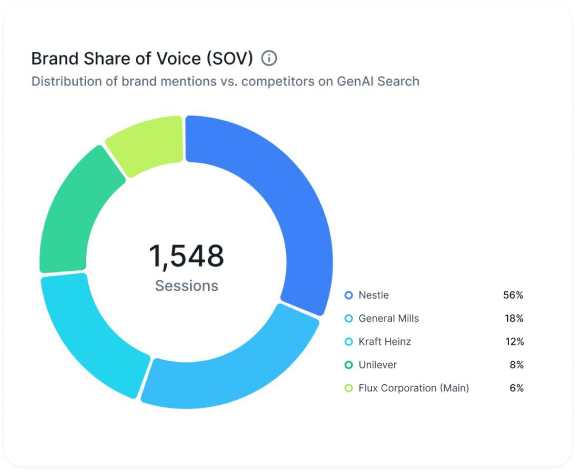 Brand Share of Voice (SOV)
Distribution of brand mentions vs. competitors on GenAI Search
1,548
Sessions
Nestle 56%
General Mills 18%
Kraft Heinz 12%
Unilever 8%
Flux Corporation (Main) 6%